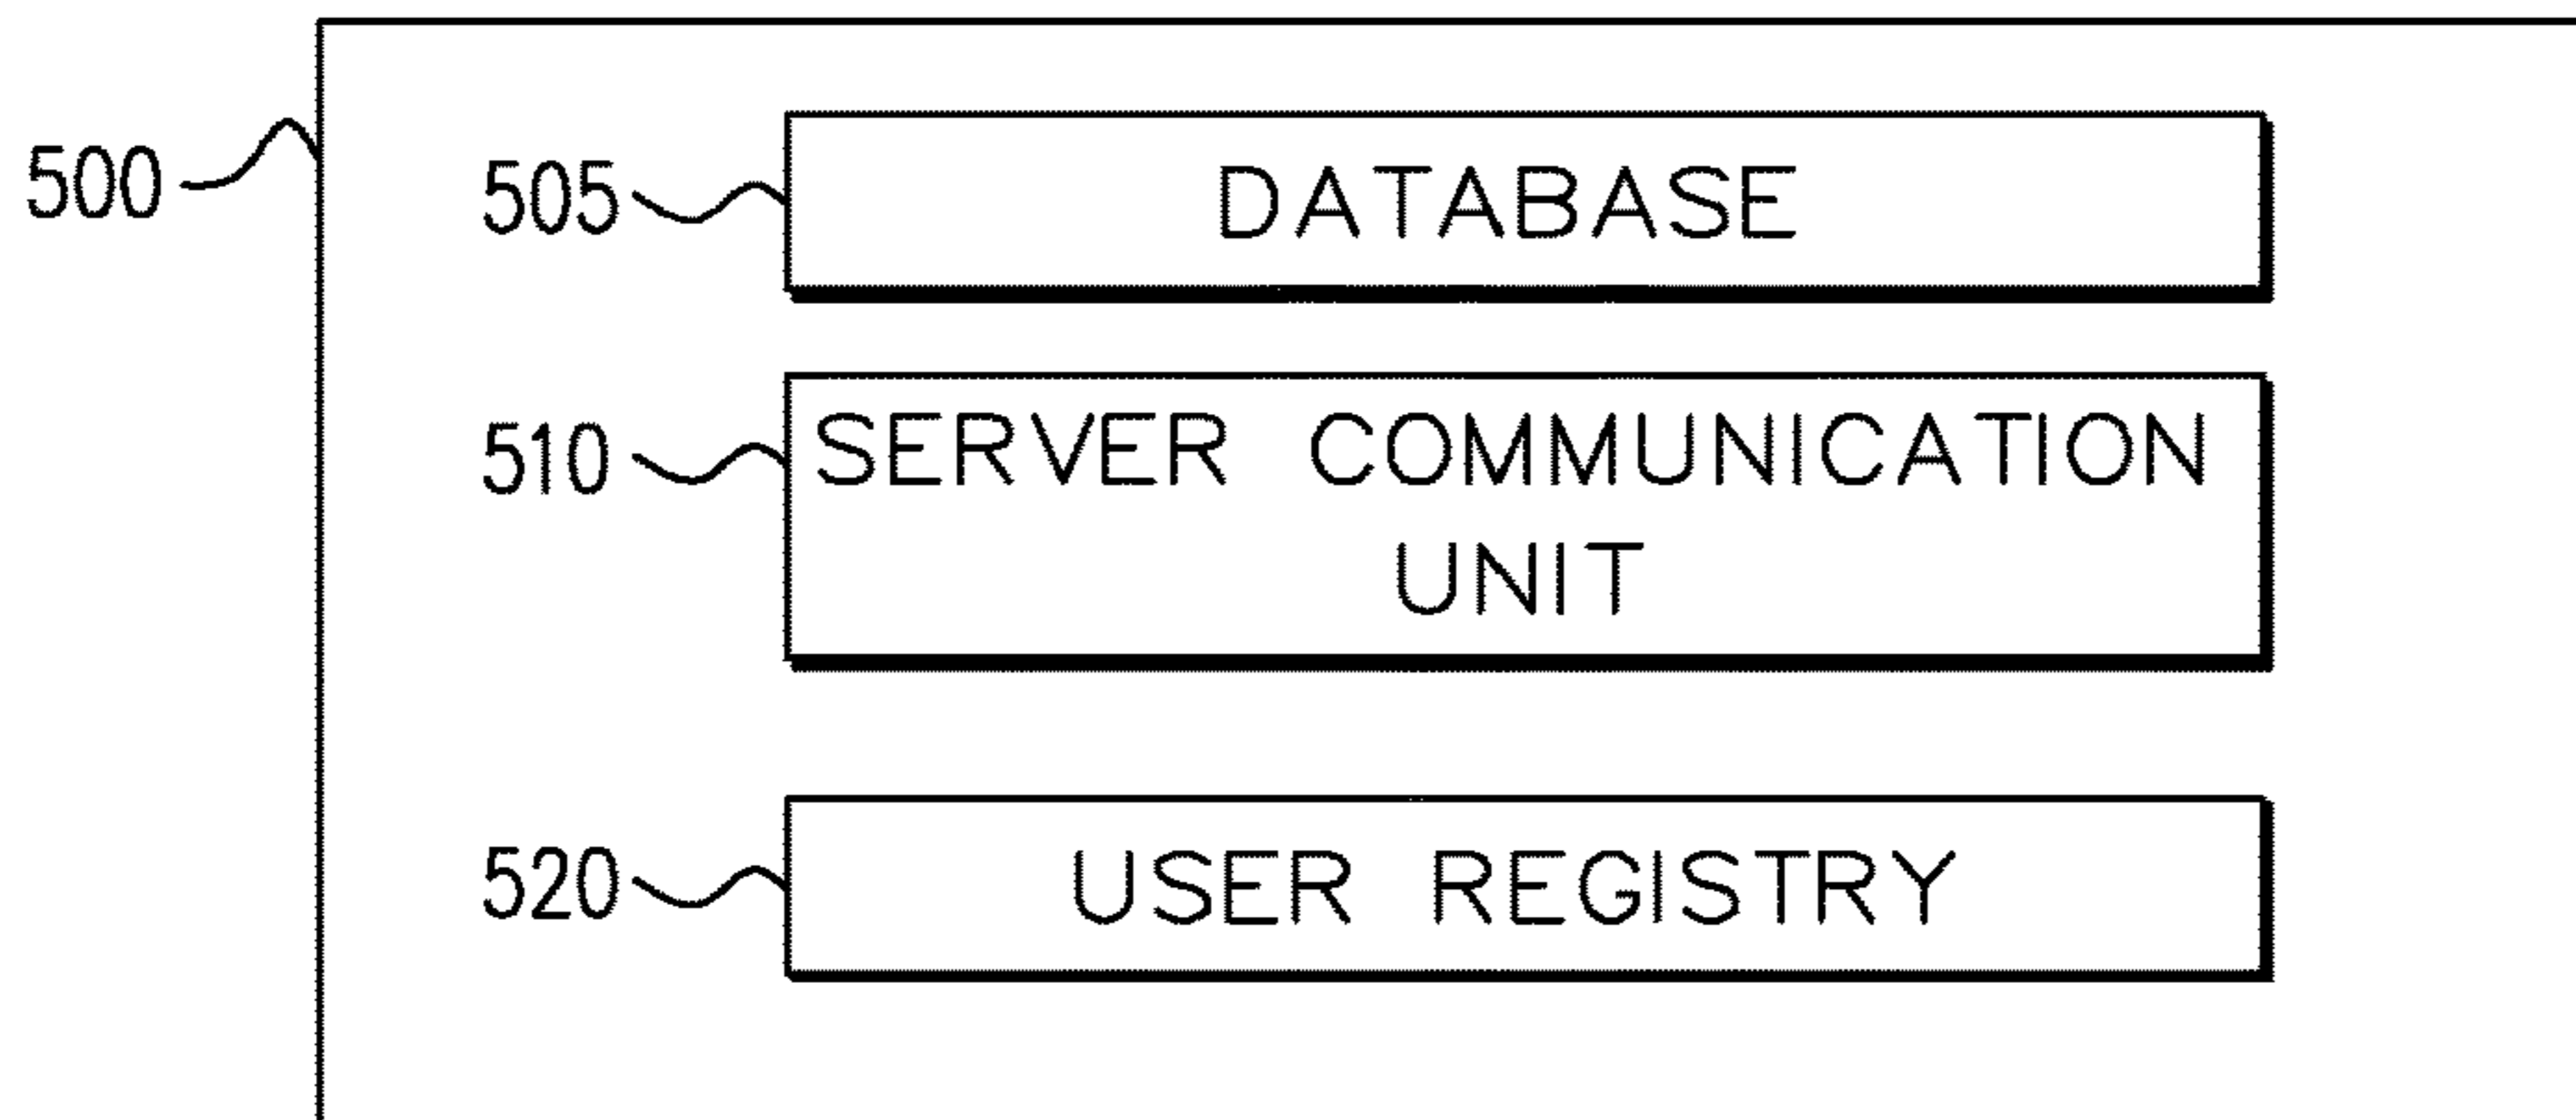 500
505 DATABASE
510 SERVER COMMUNICATION
UNIT
520 USER REGISTRY